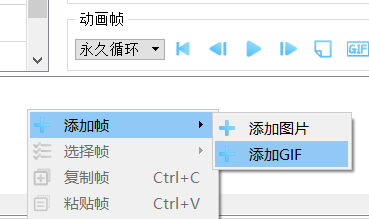 动画帧
永久循环
GIF
添加帧
添加图片
选择帧
添加GIF
复制帧 Ctrl+C
粘贴帧 Ctrl+V